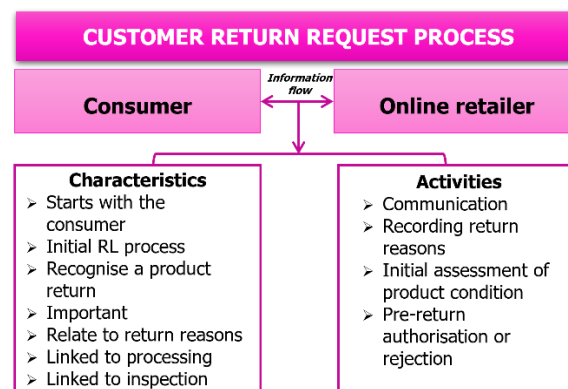 CUSTOMER RETURN REQUEST PROCESS
Consumer
Information
flow
Online retailer
Characteristics
➢ Starts with the
consumer
➢ Initial RL process
➢ Recognise a product
return
➢ Important
➢ Relate to return reasons
➢ Linked to processing
➢ Linked to inspection
Activities
➢ Communication
➢ Recording return
reasons
➢ Initial assessment of
product condition
➢ Pre-return
authorisation or
rejection